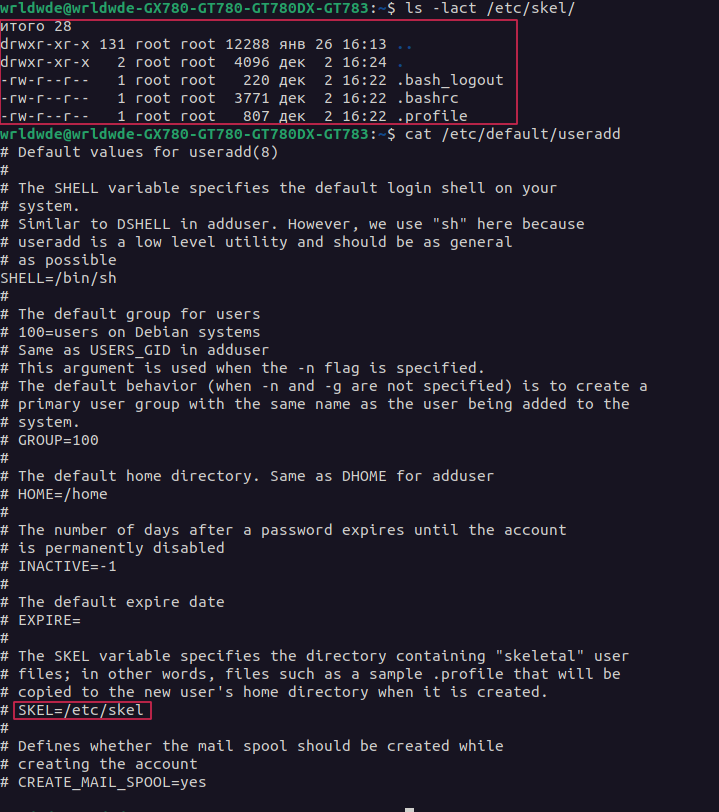 wrldwde@wrldwde-GX780-GT780-GT780DX-GT783:~$ ls -lact /etc/skel/
итого 28
drwxr-xr-x 131 root root 12288 янв 26 16:13 ..
drwxr-xr-x   2 root root  4096 дек  2 16:24 .
-rw-r--r--   1 root root   220 дек  2 16:22 .bash_logout
-rw-r--r--   1 root root  3771 дек  2 16:22 .bashrc
-rw-r--r--   1 root root   807 дек  2 16:22 .profile
wrldwde@wrldwde-GX780-GT780-GT780DX-GT783:~$ cat /etc/default/useradd
# Default values for useradd(8)
#
# The SHELL variable specifies the default login shell on your
# system.
# Similar to DSHELL in adduser. However, we use "sh" here because
# useradd is a low level utility and should be as general
# as possible
SHELL=/bin/sh
#
# The default group for users
# 100=users on Debian systems
# Same as USERS_GID in adduser
# This argument is used when the -n flag is specified.
# The default behavior (when -n and -g are not specified) is to create a
# primary user group with the same name as the user being added to the
# system.
# GROUP=100
#
# The default home directory. Same as DHOME for adduser
# HOME=/home
#
# The number of days after a password expires until the account
# is permanently disabled
# INACTIVE=-1
#
# The default expire date
# EXPIRE=
#
# The SKEL variable specifies the directory containing "skeletal" user
# files; in other words, files such as a sample .profile that will be
# copied to the new user's home directory when it is created.
# SKEL=/etc/skel
#
# Defines whether the mail spool should be created while
# creating the account
# CREATE_MAIL_SPOOL=yes